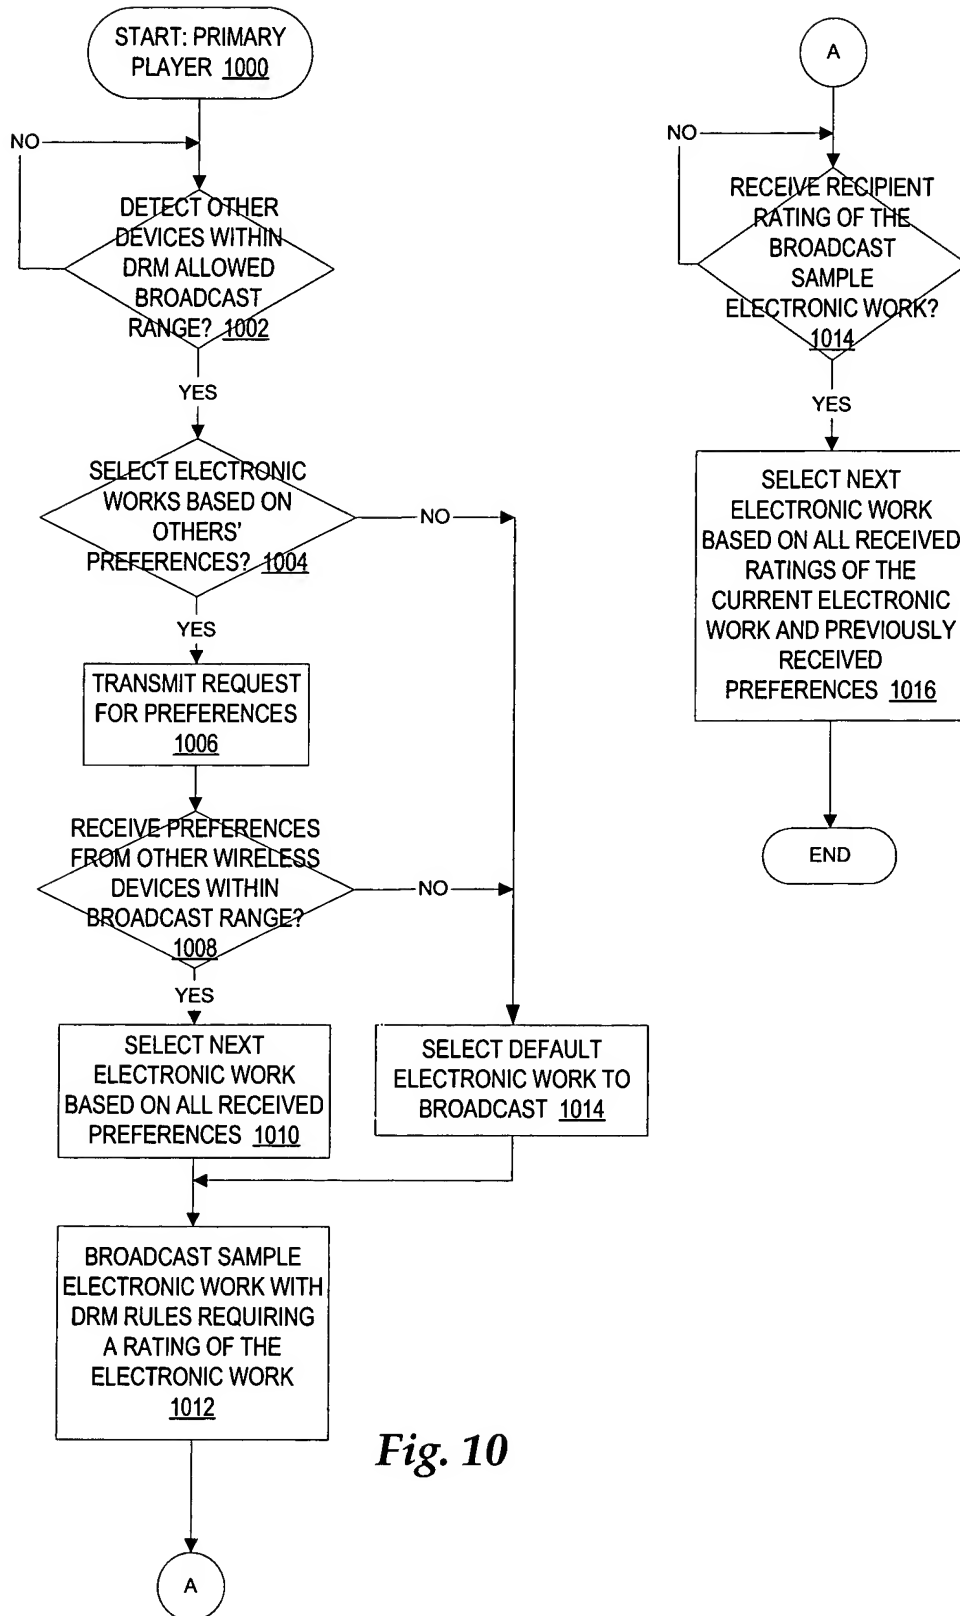 START: PRIMARY
PLAYER 1000
NO
DETECT OTHER
DEVICES WITHIN
DRM ALLOWED
BROADCAST
RANGE? 1002
YES
SELECT ELECTRONIC
WORKS BASED ON
OTHERS'
PREFERENCES? 1004
NO
YES
TRANSMIT REQUEST
FOR PREFERENCES
1006
RECEIVE PREFERENCES
FROM OTHER WIRELESS
DEVICES WITHIN
BROADCAST RANGE?
1008
NO
YES
SELECT NEXT
ELECTRONIC WORK
BASED ON ALL RECEIVED
PREFERENCES 1010
SELECT DEFAULT
ELECTRONIC WORK TO
BROADCAST 1014
BROADCAST SAMPLE
ELECTRONIC WORK WITH
DRM RULES REQUIRING
A RATING OF THE
ELECTRONIC WORK
1012
A
A
NO
RECEIVE RECIPIENT
RATING OF THE
BROADCAST
SAMPLE
ELECTRONIC WORK?
1014
YES
SELECT NEXT
ELECTRONIC WORK
BASED ON ALL RECEIVED
RATINGS OF THE
CURRENT ELECTRONIC
WORK AND PREVIOUSLY
RECEIVED
PREFERENCES 1016
END
Fig. 10